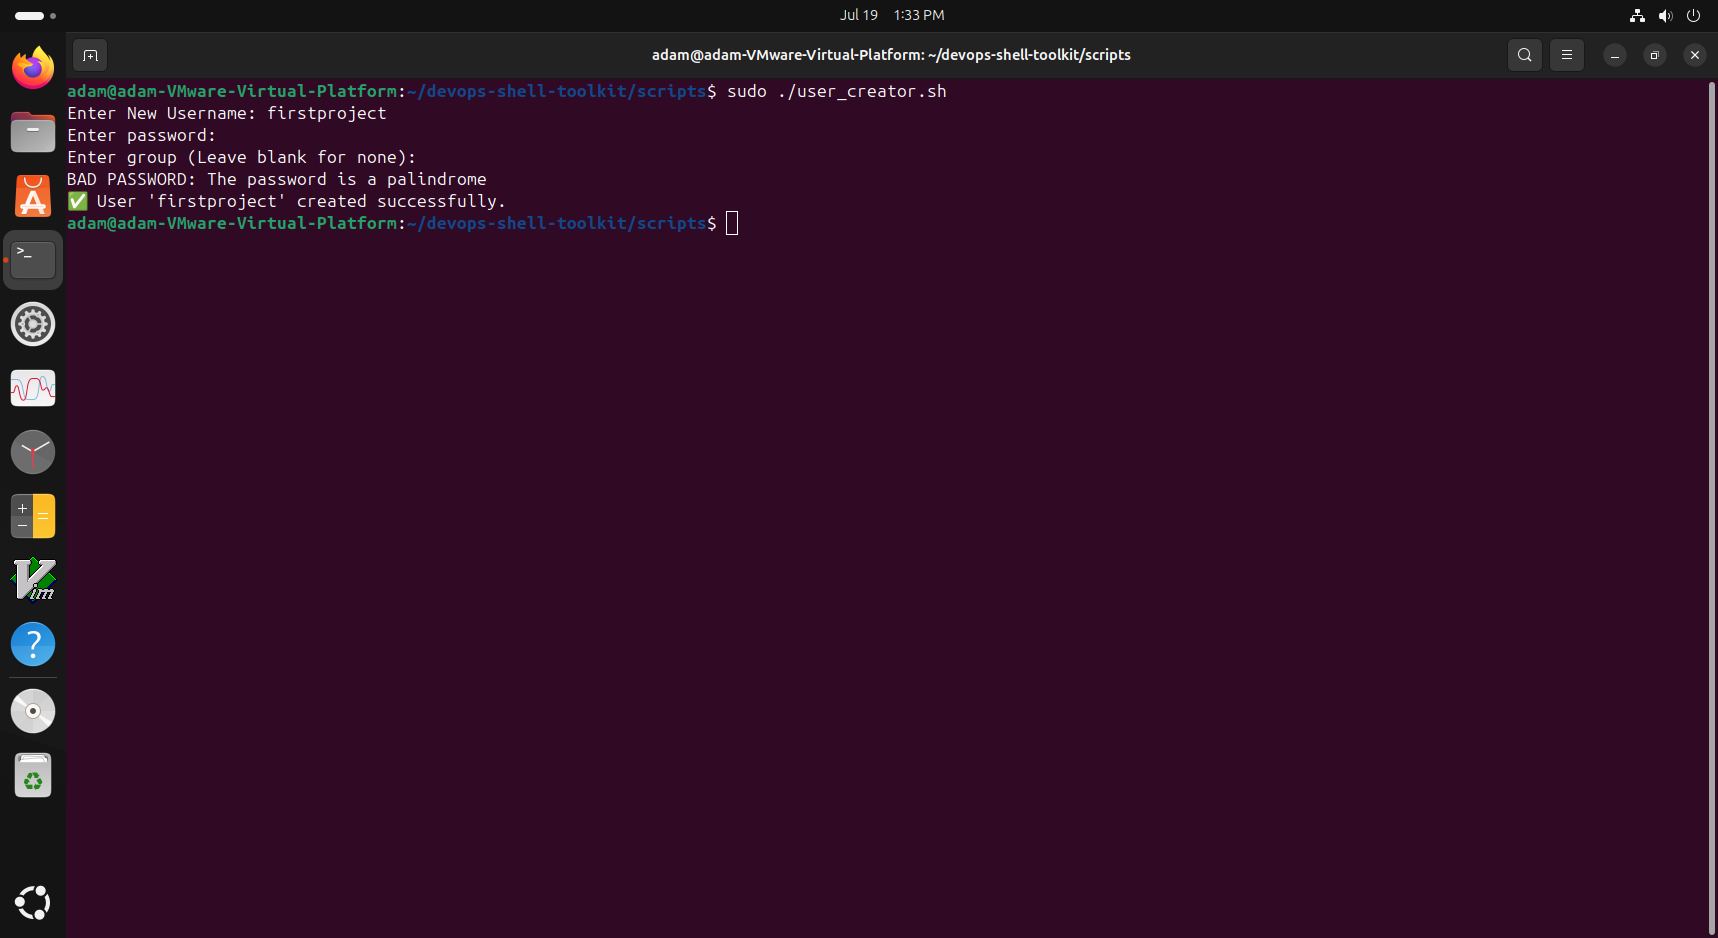 Jul 19 1:33 PM
adam@adam-VMware-Virtual-Platform: ~/devops-shell-toolkit/scripts
adam@adam-VMware-Virtual-Platform:~/devops-shell-toolkit/scripts$ sudo ./user_creator.sh
Enter New Username: firstproject
Enter password:
Enter group (Leave blank for none):
BAD PASSWORD: The password is a palindrome
✅ User 'firstproject' created successfully.
adam@adam-VMware-Virtual-Platform:~/devops-shell-toolkit/scripts$
>_
Vim
?